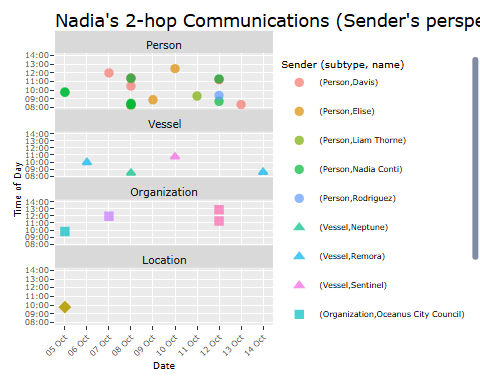 Nadia's 2-hop Communications (Sender's perspe
Person
14:00
13:00
12:00
11:00
10:00
09:00
08:00
Vessel
14:00
13:00
12:00
11:00
10:00
09:00
08:00
Organization
14:00
13:00
12:00
11:00
10:00
09:00
08:00
Location
14:00
13:00
12:00
11:00
10:00
09:00
08:00
Time of Day
05 Oct
06 Oct
07 Oct
08 Oct
09 Oct
10 Oct
11 Oct
12 Oct
13 Oct
14 Oct
Date
Sender (subtype, name)
(Person,Davis)
(Person,Elise)
(Person,Liam Thorne)
(Person,Nadia Conti)
(Person,Rodriguez)
(Vessel,Neptune)
(Vessel,Remora)
(Vessel,Sentinel)
(Organization,Oceanus City Council)